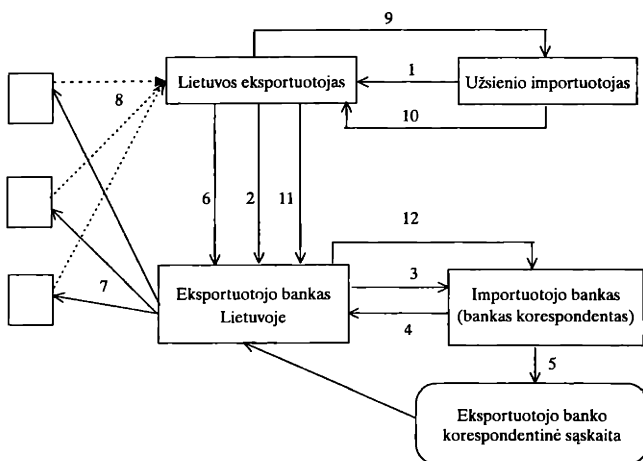 9
Lietuvos eksportuotojas
1
Užsienio importuotojas
8
10
6
2
11
12
7
Eksportuotojo bankas
Lietuvoje
3
4
Importuotojo bankas
(bankas korespondentas)
5
Eksportuotojo banko
korespondentinė sąskaita